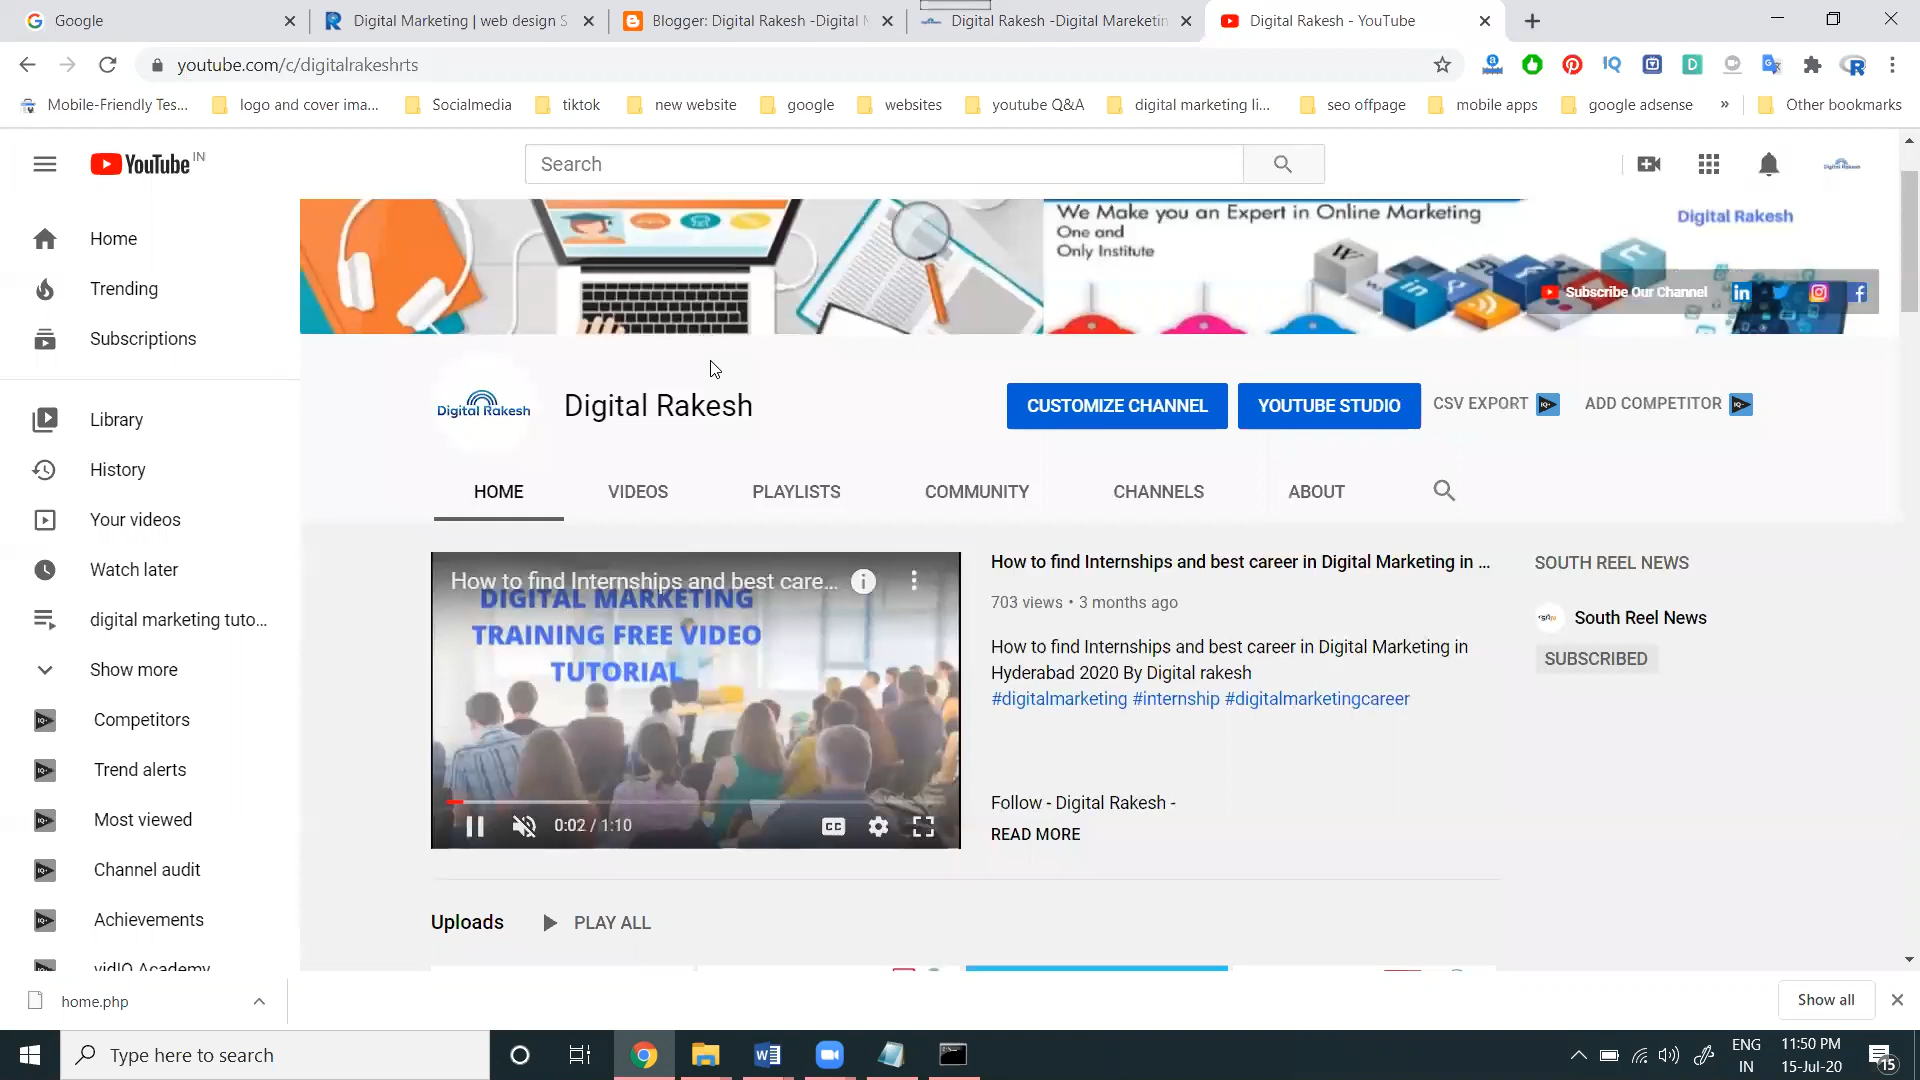 Google
Digital Marketing | web design S
Blogger: Digital Rakesh -Digital M
Digital Rakesh -Digital Mareketin
Digital Rakesh - YouTube
youtube.com/c/digitalrakeshrts
Mobile-Friendly Tes...
logo and cover ima...
Socialmedia
tiktok
new website
google
websites
youtube Q&A
digital marketing li...
seo offpage
mobile apps
google adsense
»
Other bookmarks
YouTube IN
Search
Digital Rakesh
We Make you an Expert in Online Marketing
One and
Only Institute
Digital Rakesh
Subscribe Our Channel
Home
Trending
Subscriptions
Library
History
Your videos
Watch later
digital marketing tuto...
Show more
Competitors
Trend alerts
Most viewed
Channel audit
Achievements
vidIQ Academy
Digital Rakesh
Digital Rakesh
CUSTOMIZE CHANNEL
YOUTUBE STUDIO
CSV EXPORT
ADD COMPETITOR
HOME
VIDEOS
PLAYLISTS
COMMUNITY
CHANNELS
ABOUT
How to find Internships and best care...
DIGITAL MARKETING
TRAINING FREE VIDEO
TUTORIAL
0:02 / 1:10
CC
How to find Internships and best career in Digital Marketing in ...
703 views • 3 months ago
How to find Internships and best career in Digital Marketing in
Hyderabad 2020 By Digital rakesh
#digitalmarketing #internship #digitalmarketingcareer
Follow - Digital Rakesh -
READ MORE
SOUTH REEL NEWS
South Reel News
SUBSCRIBED
Uploads
PLAY ALL
home.php
Show all
Type here to search
ENG
IN
11:50 PM
15-Jul-20
15